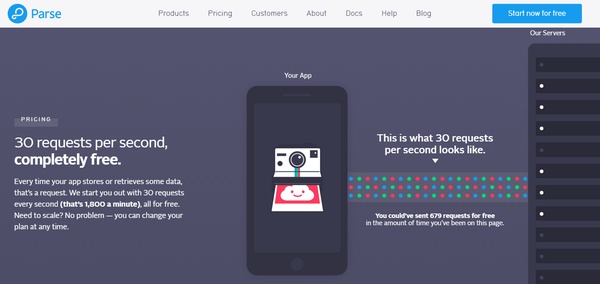 Parse
Products Pricing Customers About Docs Help Blog
Start now for free
Our Servers
Your App
PRICING
30 requests per second,
completely free.
Every time your app stores or retrieves some data,
that's a request. We start you out with 30 requests
every second (that's 1,800 a minute), all for free.
Need to scale? No problem — you can change your
plan at any time.
This is what 30 requests
per second looks like.
You could've sent 679 requests for free
in the amount of time you've been on this page.